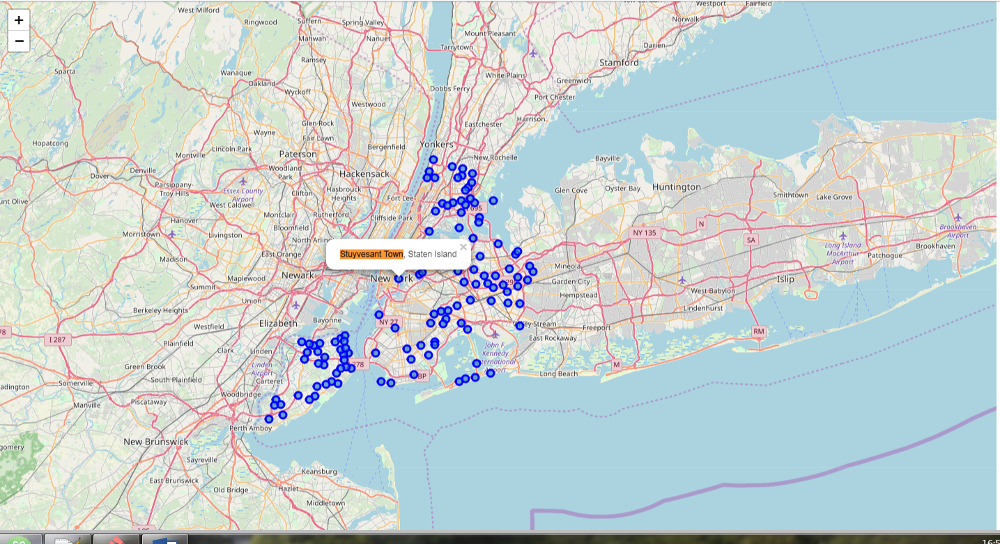 +
−
West Milford
Ringwood
Suffern
Spring Valley
Nanuet
Mahwah
Mount Pleasant
Tarrytown
Westport
Fairfield
Norwalk
Darien
Stamford
Ramsey
Sparta
Wanaque
Oakland
Wyckoff
White Plains
Greenwich
Dobbs Ferry
Port Chester
Westwood
Harrison
Glen Rock
Eastchester
Wayne
Fair Lawn
Hopatcong
Lincoln Park
Bergenfield
Yonkers
Montville
Paterson
New Rochelle
Bayville
Woodland
Park
Denville
Dover
Hackensack
Parsippany-
Troy Hills
Essex County
Airport
Clifton
Hasbrouck
Heights
Fort Lee
Glen Cove
Oyster Bay
Huntington
Smithtown
Lake Grove
unt Olive
West Caldwell
Montclair
Rutherford
695
Hanover
Bloomfield
Cliffside Park
N
Brookhaven
Airport
Morristown
Livingston
North Arlin
NY 135
SA
Long Island
MacArthur
Airport
Brookhaven
East Orange
Stuyvesant Town, Staten Island
×
Patchogue
Madison
Mineola
Newark
New York
Maplewood
Garden City
Islip
Summit
West Babylon
Hempstead
Union
Berkeley Heights
Lindenhurst
Elizabeth
Bayonne
NY 27
Valley Stream
Freeport
Westfield
78
I 287
RM
East Rockaway
Plainfield
Clark
Linden
John F.
Kennedy
International
Airport
Green Brook
Linden
Airport
278
M
South Plainfield
Carteret
BP
Long Beach
adington
Somerville
Woodbridge
Manville
Piscataway
Perth Amboy
New Brunswick
gomery
Sayreville
Keansburg
East Brunswick
Old Bridge
Hazlet
Middletown
I 95
16:5